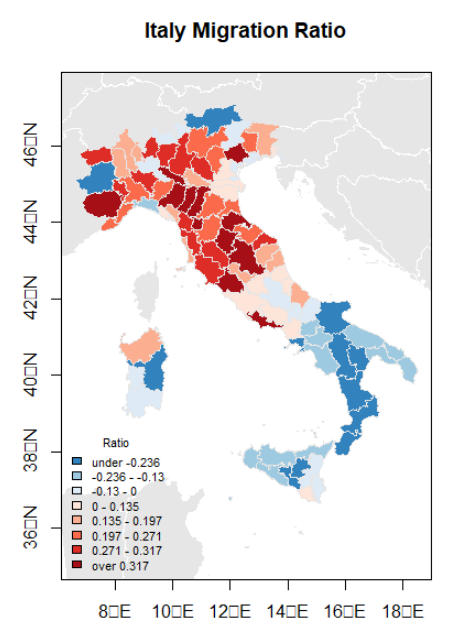 Italy Migration Ratio
46▯N
44▯N
42▯N
40▯N
38▯N
36▯N
Ratio
under -0.236
-0.236 - -0.13
-0.13 - 0
0 - 0.135
0.135 - 0.197
0.197 - 0.271
0.271 - 0.317
over 0.317
8▯E 10▯E 12▯E 14▯E 16▯E 18▯E